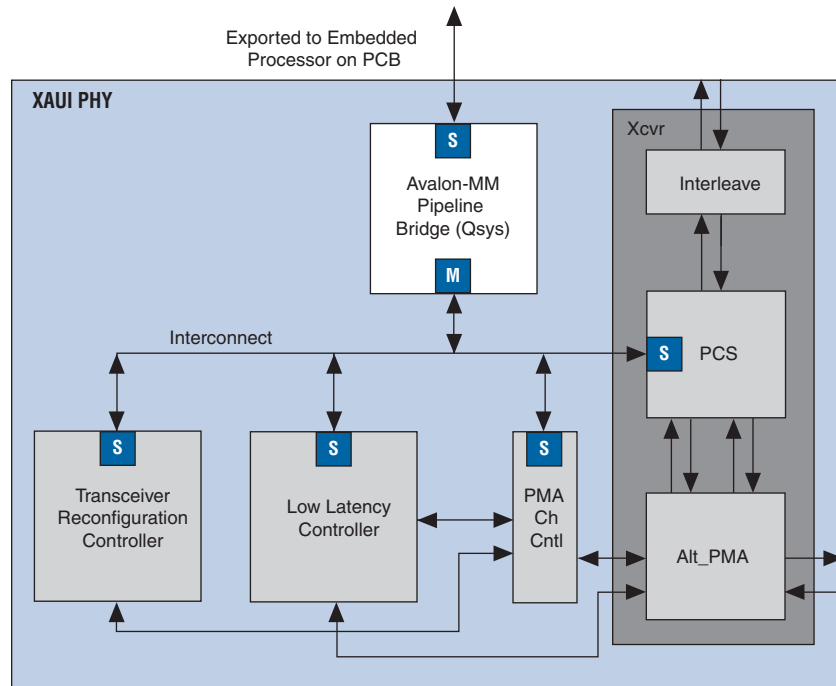 Exported to Embedded
Processor on PCB
XAUI PHY
Xcvr
S
Avalon-MM
Pipeline
Bridge (Qsys)
M
Interleave
Interconnect
S
PCS
S
Transceiver
Reconfiguration
Controller
S
Low Latency
Controller
S
PMA
Ch
Cntl
Alt_PMA